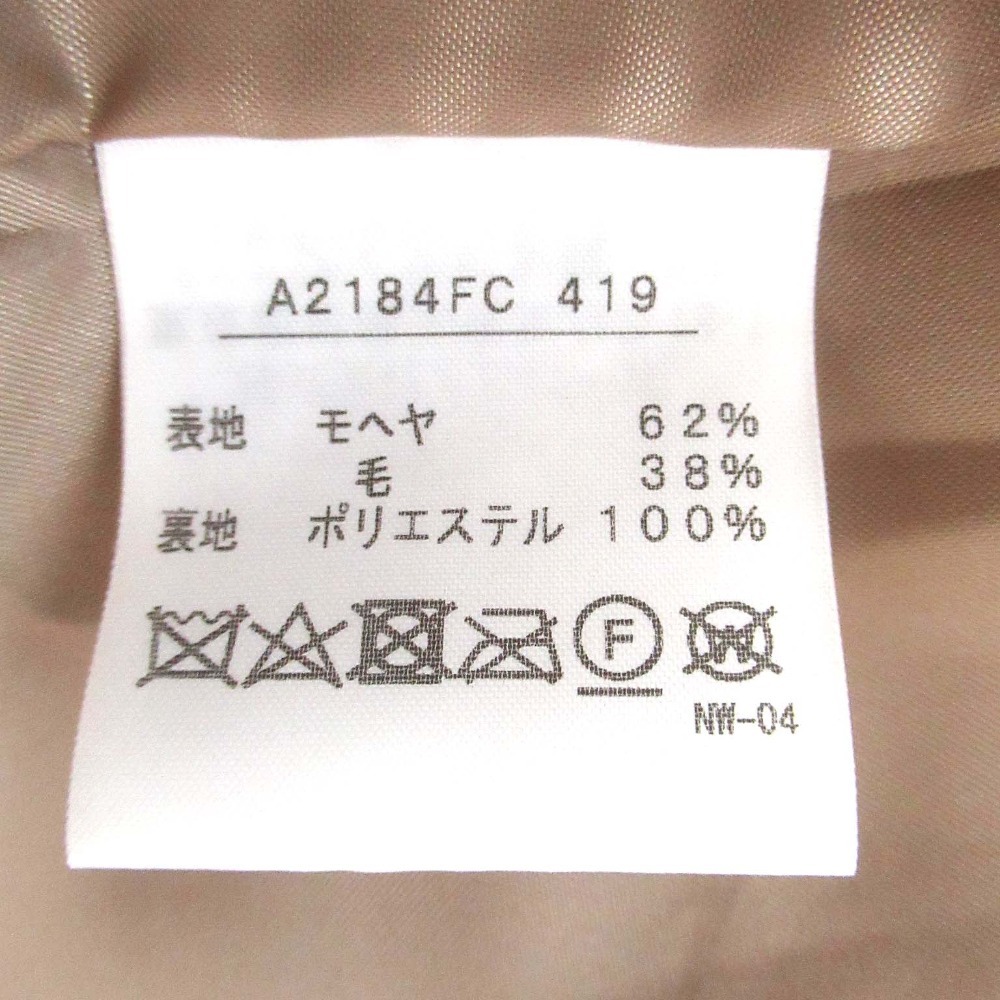 A2184FC 419
表地 モヘヤ 62%
毛 38%
裏地 ポリエステル 100%
F W
NW-04